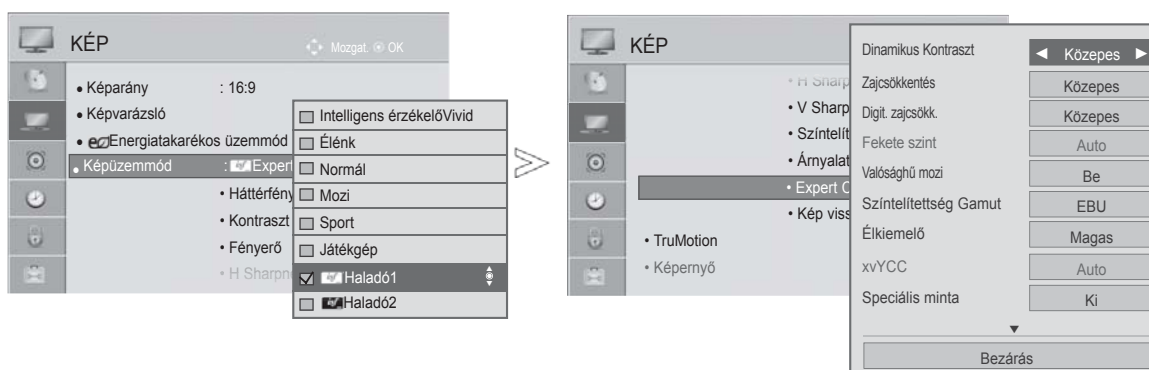 KÉP
Mozgat. OK
• Képarány : 16:9
• Képvarázsló
• Energiatakarékos üzemmód
• Képüzemmód : Expert
• Háttérfény
• Kontraszt
• Fényerő
• H Sharpn
Intelligens érzékelőVivid
Élénk
Normál
Mozi
Sport
Játékgép
Haladó1
Haladó2
KÉP
• H Sharp
• V Sharp
• Színtelít
• Árnyalat
• Expert C
• Kép viss
• TruMotion
• Képernyő
Dinamikus Kontraszt ◄ Közepes ►
Zajcsökkentés Közepes
Digit. zajcsökk. Közepes
Fekete szint Auto
Valósághű mozi Be
Színtelítettség Gamut EBU
Élkiemelő Magas
xvYCC Auto
Speciális minta Ki
▼
Bezárás